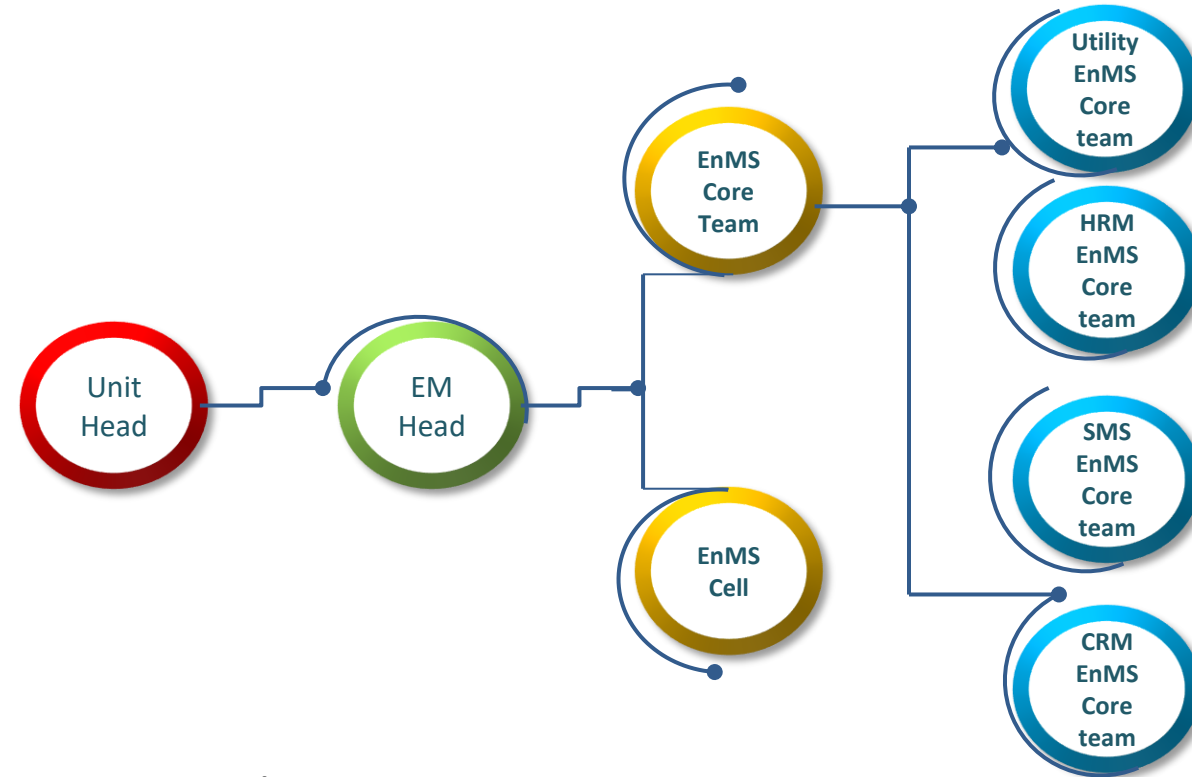 Unit
Head
EM
Head
EnMS
Core
Team
EnMS
Cell
Utility
EnMS
Core
team
HRM
EnMS
Core
team
SMS
EnMS
Core
team
CRM
EnMS
Core
team